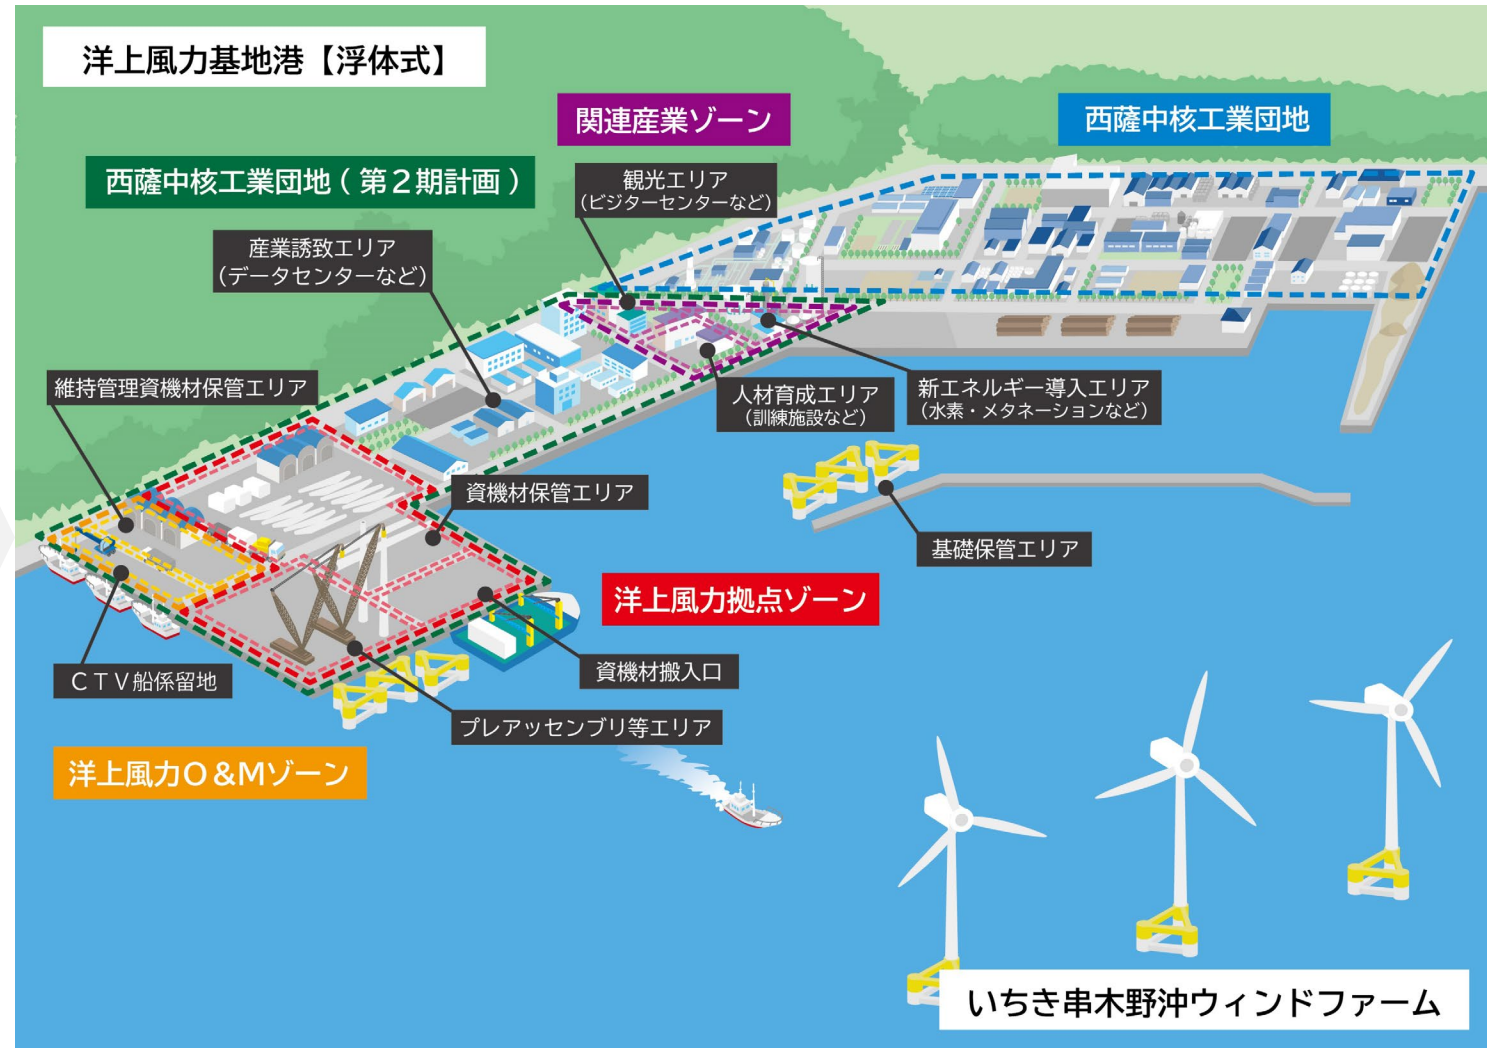 洋上風力基地港【浮体式】
関連産業ゾーン
西薩中核工業団地
西薩中核工業団地（第２期計画）
観光エリア
（ビジターセンターなど）
産業誘致エリア
（データセンターなど）
維持管理資機材保管エリア
人材育成エリア
（訓練施設など）
新エネルギー導入エリア
（水素・メタネーションなど）
資機材保管エリア
基礎保管エリア
洋上風力拠点ゾーン
資機材搬入口
ＣＴＶ船係留地
プレアッセンブリ等エリア
洋上風力O&Mゾーン
いちき串木野沖ウィンドファーム